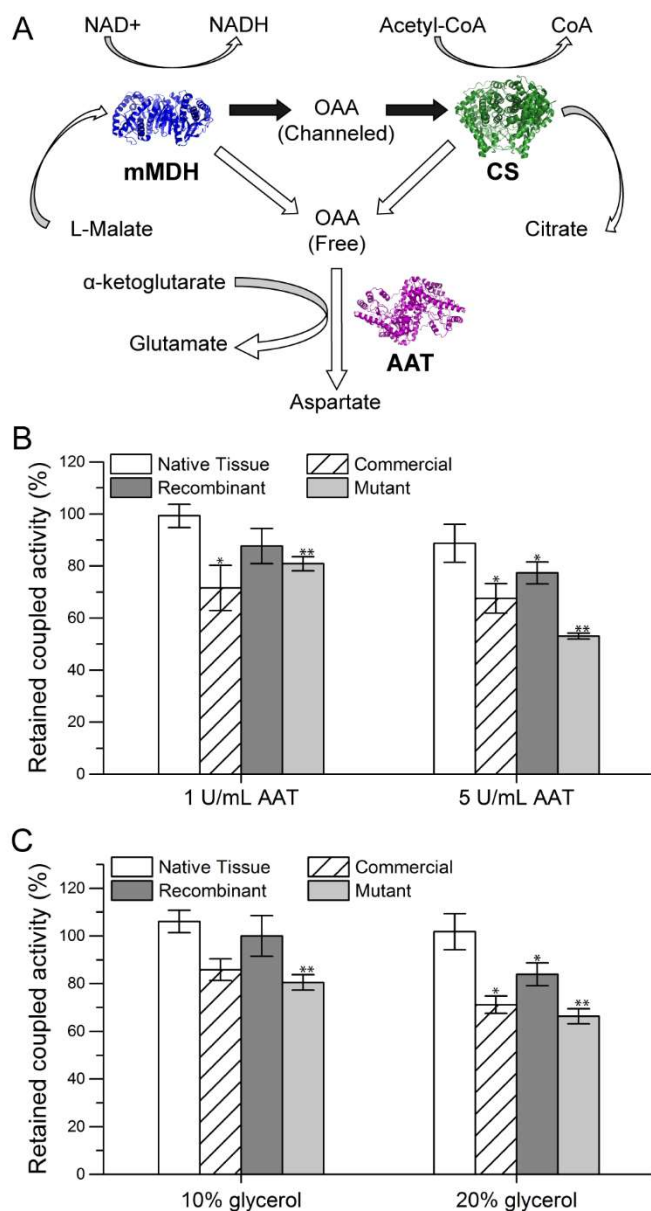 A
NAD+ NADH Acetyl-CoA CoA
OAA
(Channeled)
mMDH CS
OAA
(Free)
L-Malate Citrate
α-ketoglutarate
Glutamate
AAT
Aspartate
B
Retained coupled activity (%)
120
100
80
60
40
20
0
Native Tissue Commercial
Recombinant Mutant
* ** * * **
1 U/mL AAT 5 U/mL AAT
C
Retained coupled activity (%)
120
100
80
60
40
20
0
Native Tissue Commercial
Recombinant Mutant
** * * **
10% glycerol 20% glycerol